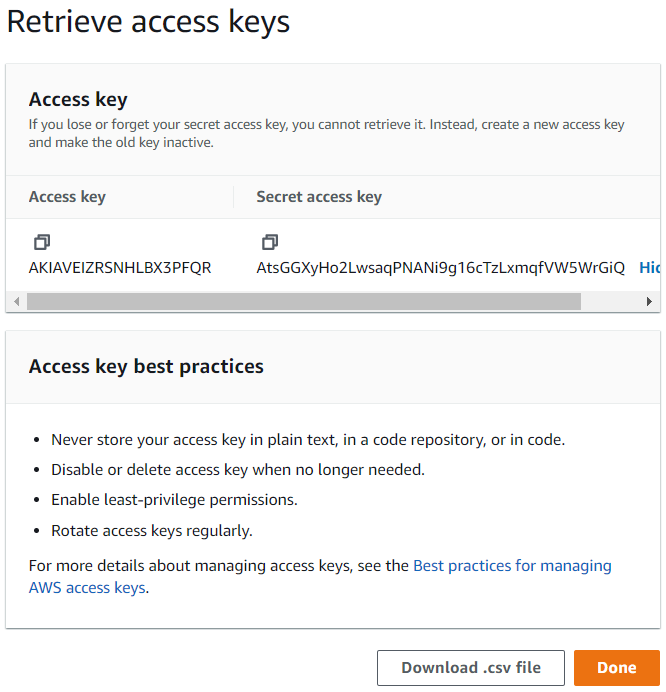 Retrieve access keys
Access key
If you lose or forget your secret access key, you cannot retrieve it. Instead, create a new access key
and make the old key inactive.
Access key
Secret access key
AKIAVEIZRSNHLBX3PFQR
AtsGGXyHo2LwsaqPNANi9g16cTzLxmqfVW5WrGiQ
Hid
Access key best practices
• Never store your access key in plain text, in a code repository, or in code.
• Disable or delete access key when no longer needed.
• Enable least-privilege permissions.
• Rotate access keys regularly.
For more details about managing access keys, see the Best practices for managing
AWS access keys.
Download .csv file
Done